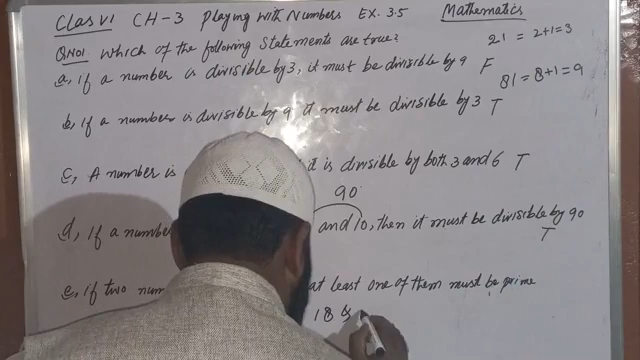 Clas VI CH-3 Playing with Numbers EX. 3.5 Mathematics
QNO1 Which of the following statements are true?
21 = 2+1=3
a, If a number is divisible by 3, it must be divisible by 9 F
81 = 8+1=9
b, If a number is divisible by 9 it must be divisible by 3 T
c, A number is it is divisible by both 3 and 6 T
90
d, If a number and 10, then it must be divisible by 90
T
e, If two num at least one of them must be prime
18 &